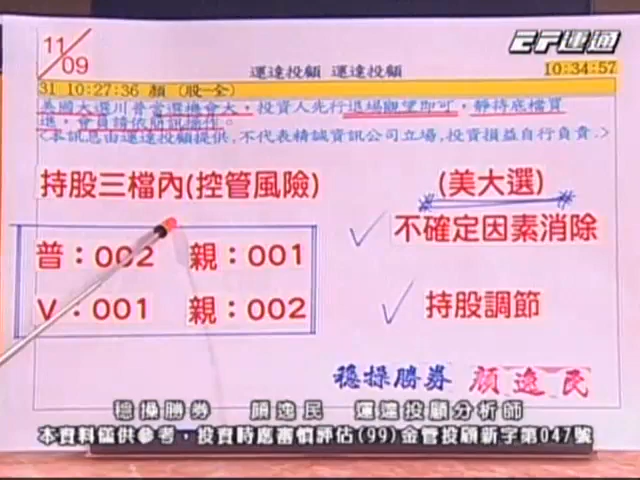 11/09
EF運通
運達投顧 運達投顧
10:34:57
31 10:27:36 顏 (股-全)
美國大選川普當選機會大，投資人先行退場觀望即可，靜待底檔買
進，會員請依簡訊操作。
<本訊息由運達投顧提供,不代表精誠資訊公司立場,投資損益自行負責.>
持股三檔內(控管風險)
(美大選)
普：002 親：001
V：001 親：002
✓ 不確定因素消除
✓ 持股調節
穩操勝券 顏逸民
穩操勝券 顏逸民 運達投顧分析師
本資料僅供參考，投資時應審慎評估(99)金管投顧新字第047號